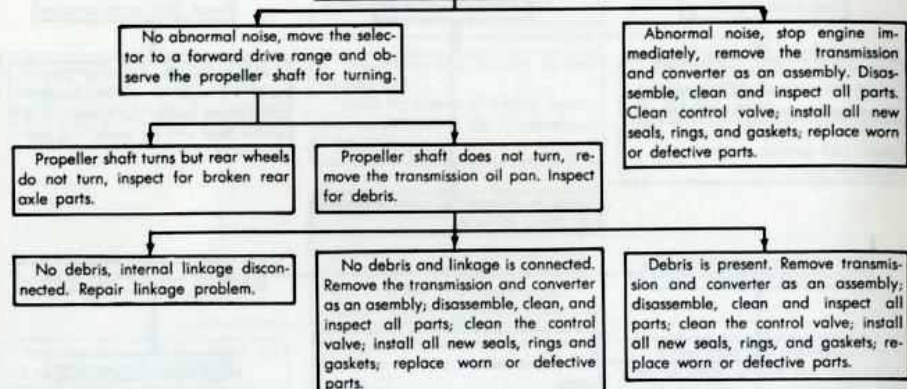 No abnormal noise, move the selec-
tor to a forward drive range and ob-
serve the propeller shaft for turning.
Abnormal noise, stop engine im-
mediately, remove the transmission
and converter as an assembly. Disas-
semble, clean and inspect all parts.
Clean control valve; install all new
seals, rings, and gaskets; replace worn
or defective parts.
Propeller shaft turns but rear wheels
do not turn, inspect for broken rear
axle parts.
Propeller shaft does not turn, re-
move the transmission oil pan. Inspect
for debris.
No debris, internal linkage discon-
nected. Repair linkage problem.
No debris and linkage is connected.
Remove the transmission and converter
as an asembly; disassemble, clean, and
inspect all parts; clean the control
valve; install all new seals, rings and
gaskets; replace worn or defective
parts.
Debris is present. Remove transmis-
sion and converter as an assembly;
disassemble, clean and inspect all
parts; clean the control valve; install
all new seals, rings, and gaskets; re-
place worn or defective parts.